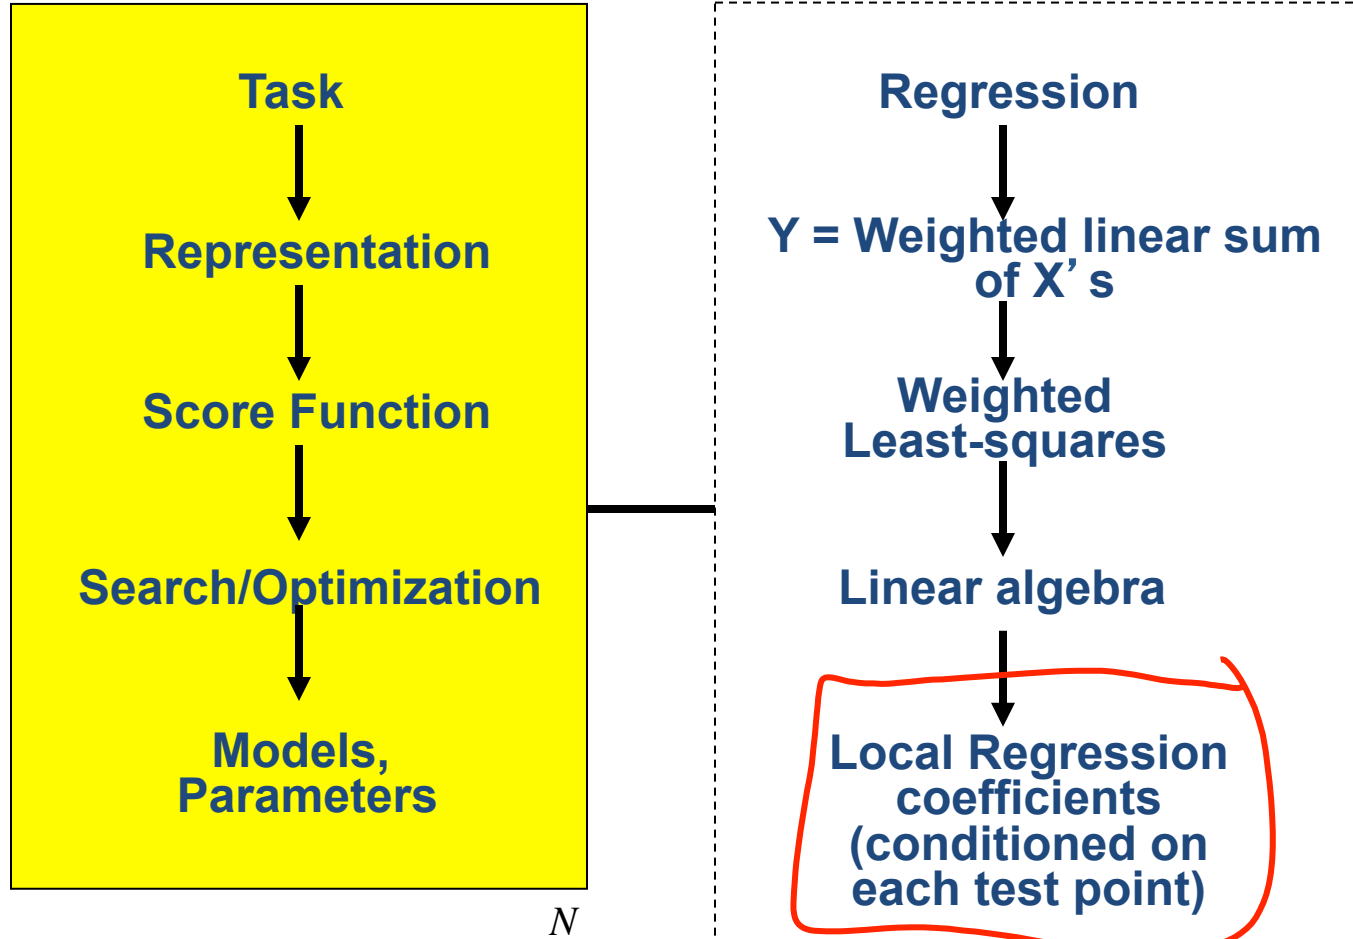 Task
Representation
Score Function
Search/Optimization
Models,
Parameters
N
Regression
Y = Weighted linear sum
of X’ s
Weighted
Least-squares
Linear algebra
Local Regression
coefficients
(conditioned on
each test point)